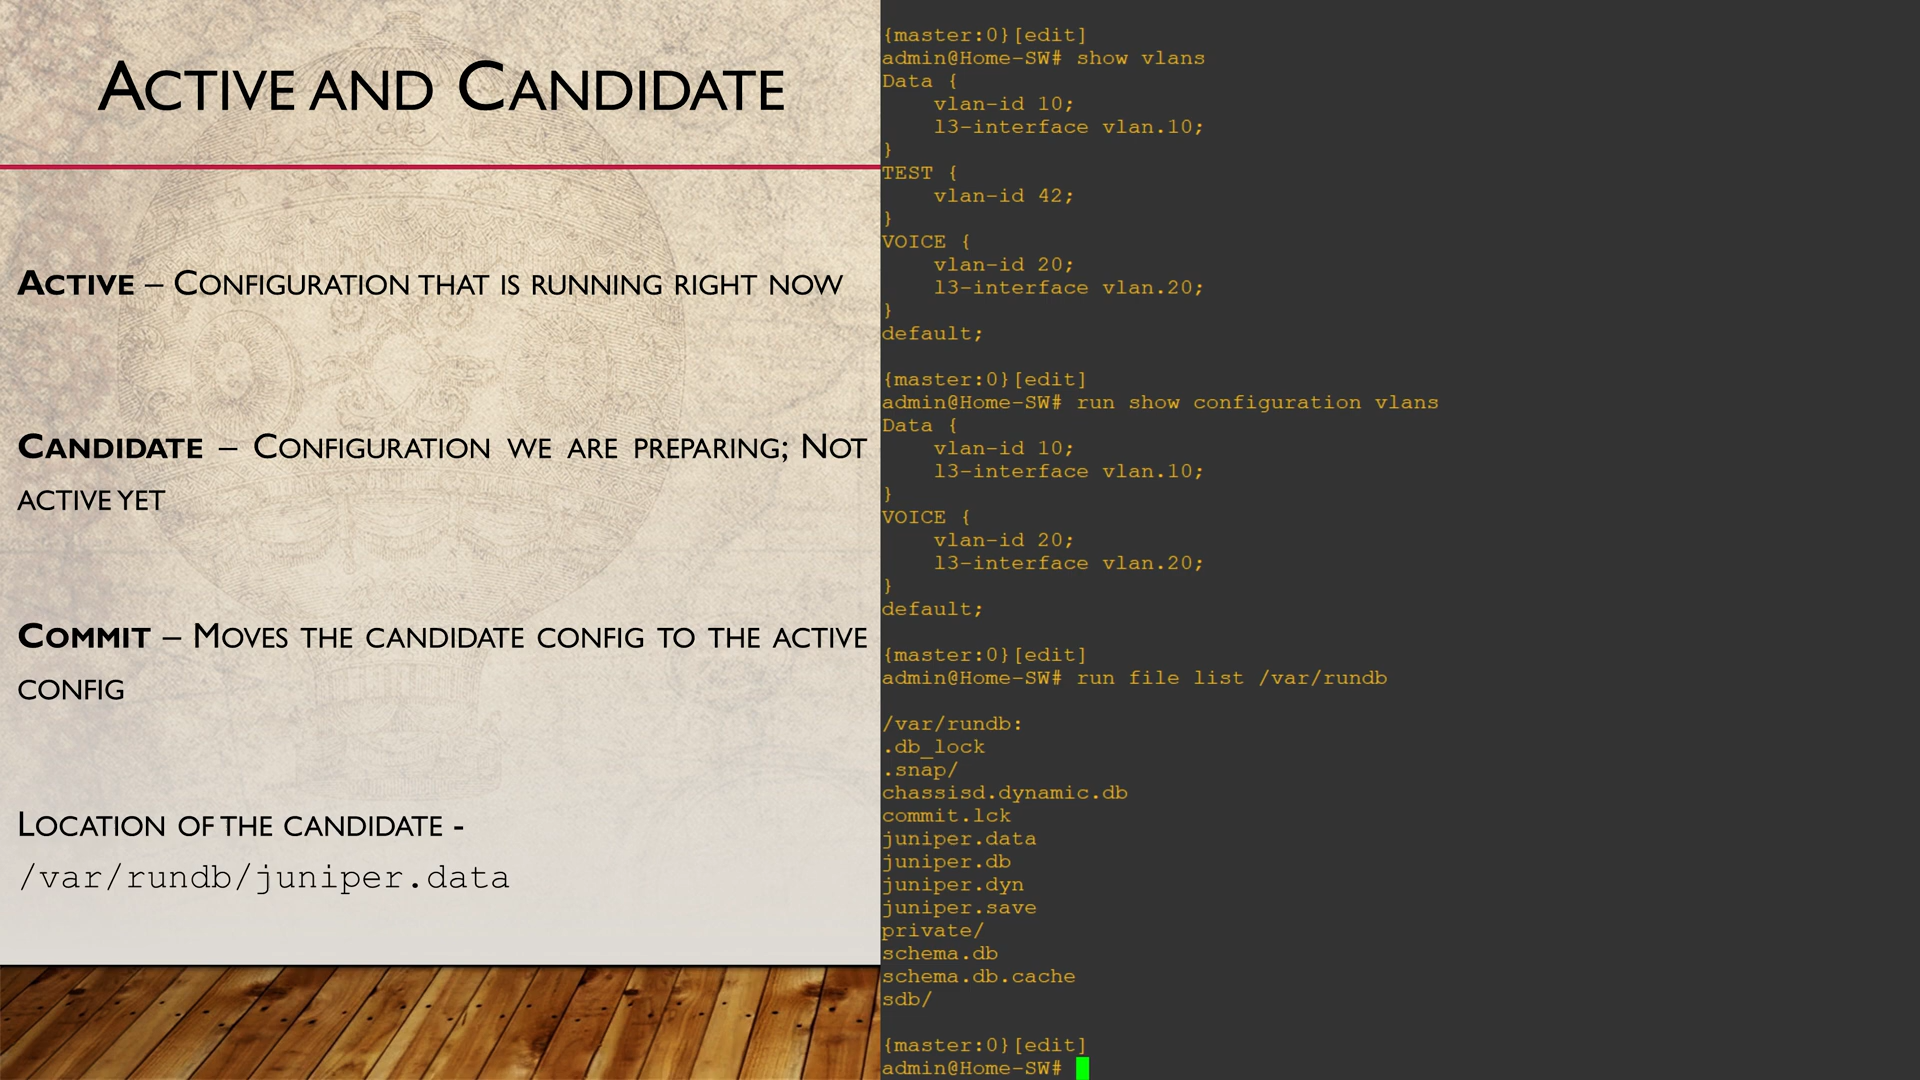 ACTIVE AND CANDIDATE
ACTIVE – CONFIGURATION THAT IS RUNNING RIGHT NOW
CANDIDATE – CONFIGURATION WE ARE PREPARING; NOT
ACTIVE YET
COMMIT – MOVES THE CANDIDATE CONFIG TO THE ACTIVE
CONFIG
LOCATION OF THE CANDIDATE -
/var/rundb/juniper.data
{master:0}[edit]
admin@Home-SW# show vlans
Data {
    vlan-id 10;
    l3-interface vlan.10;
}
TEST {
    vlan-id 42;
}
VOICE {
    vlan-id 20;
    l3-interface vlan.20;
}
default;
{master:0}[edit]
admin@Home-SW# run show configuration vlans
Data {
    vlan-id 10;
    l3-interface vlan.10;
}
VOICE {
    vlan-id 20;
    l3-interface vlan.20;
}
default;
{master:0}[edit]
admin@Home-SW# run file list /var/rundb
/var/rundb:
.db_lock
.snap/
chassisd.dynamic.db
commit.lck
juniper.data
juniper.db
juniper.dyn
juniper.save
private/
schema.db
schema.db.cache
sdb/
{master:0}[edit]
admin@Home-SW#